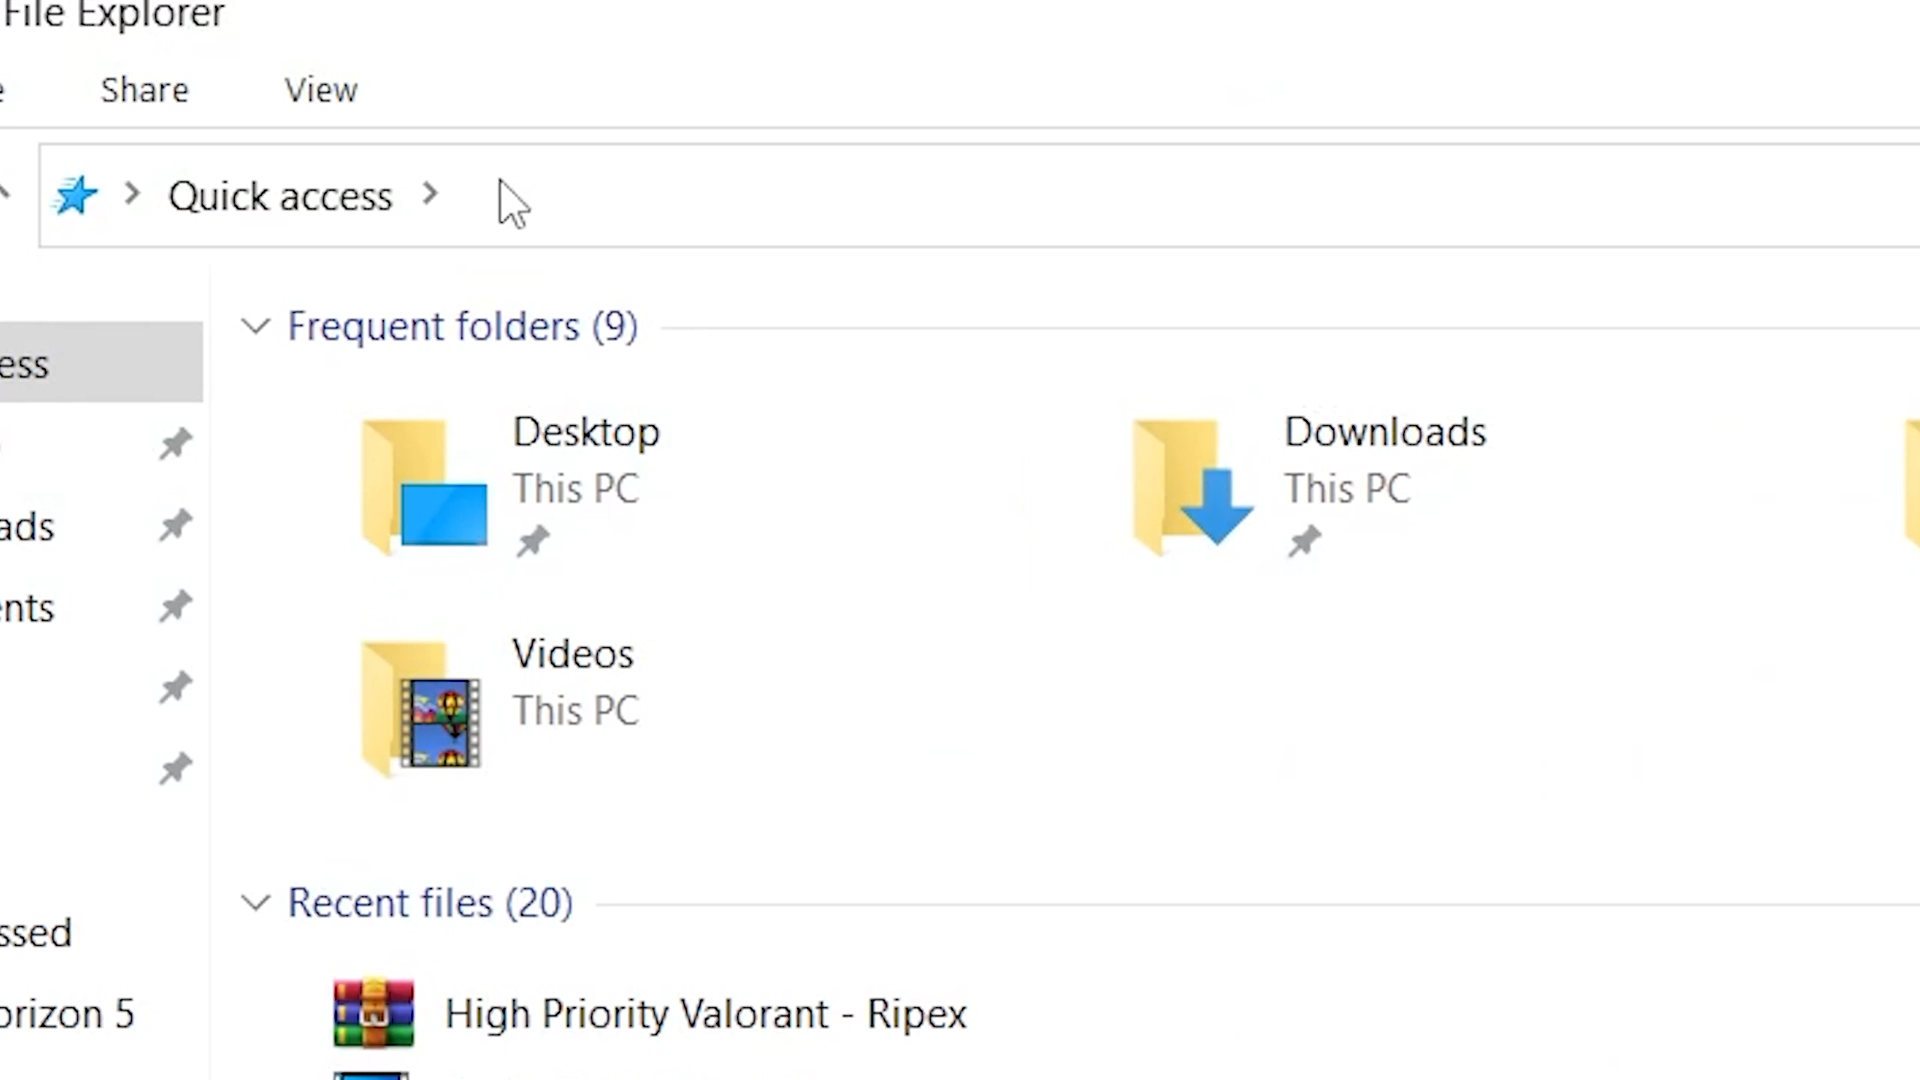 File Explorer
Share View
Quick access
Frequent folders (9)
ess
Desktop
This PC
Downloads
This PC
ads
ents
Videos
This PC
Recent files (20)
ssed
orizon 5
High Priority Valorant - Ripex